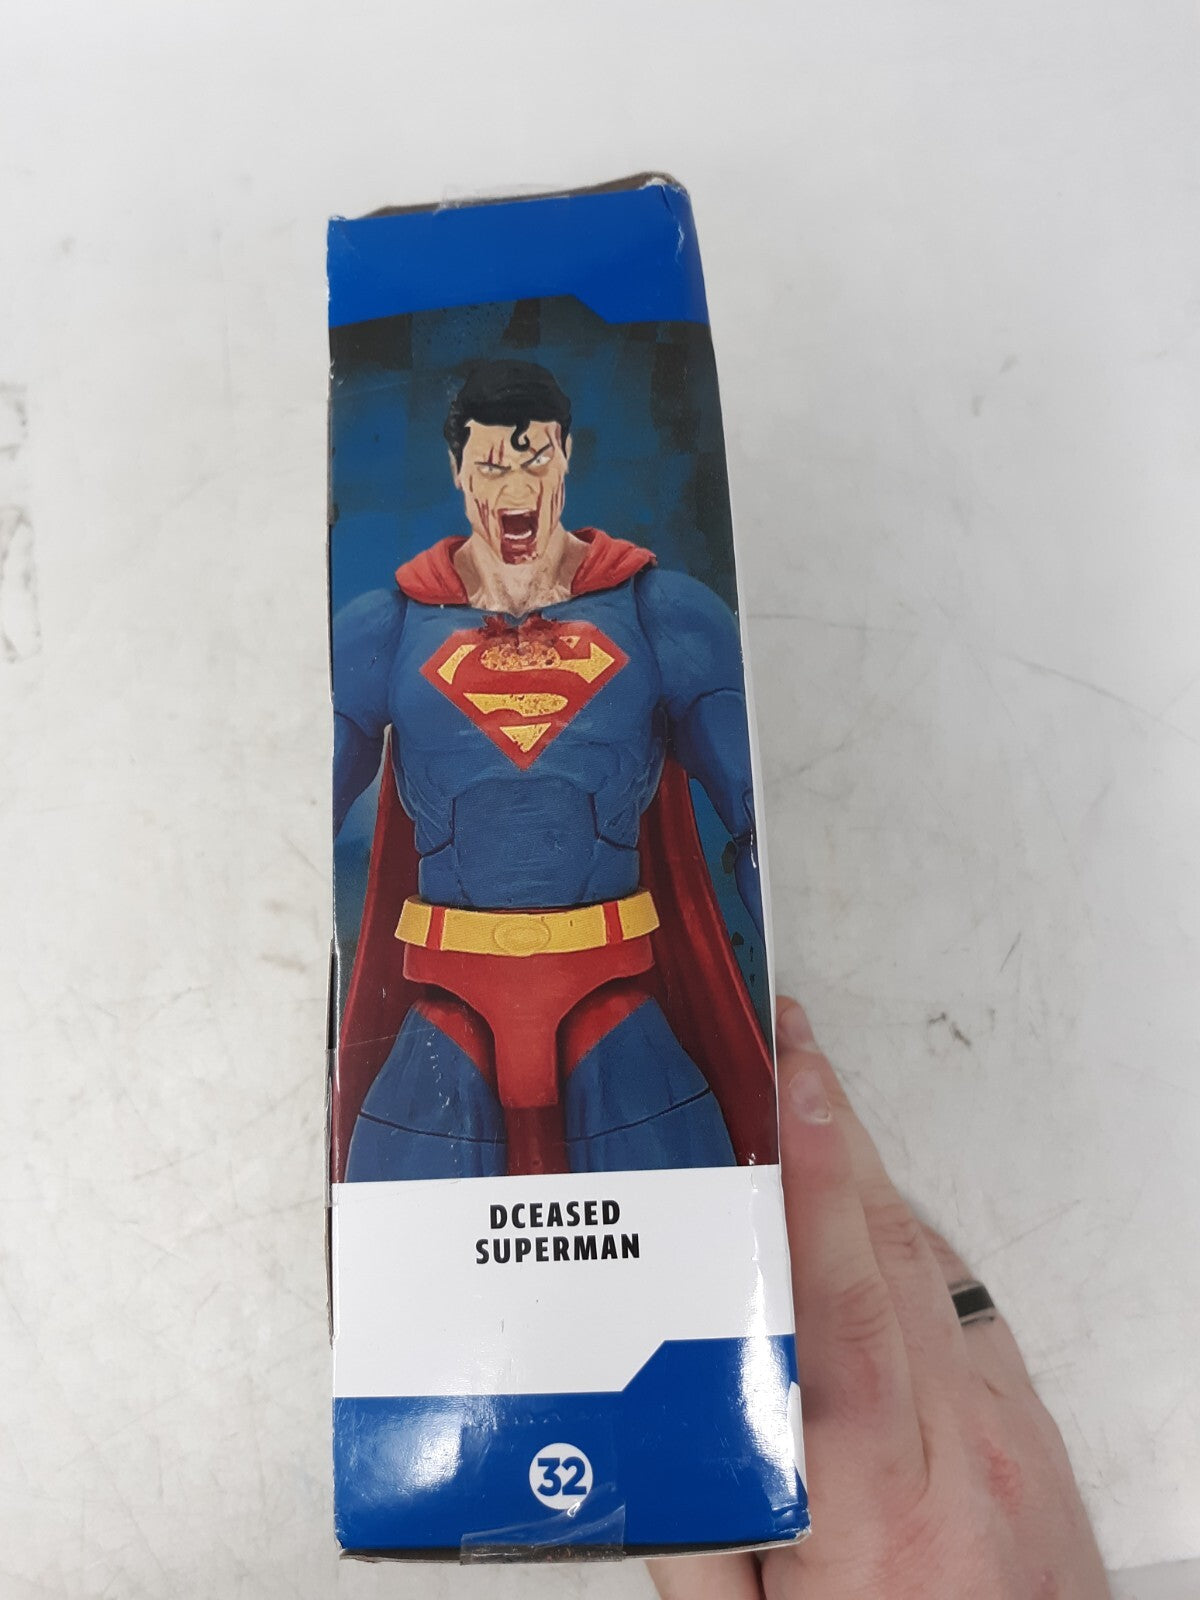 DCEASED
SUPERMAN
32